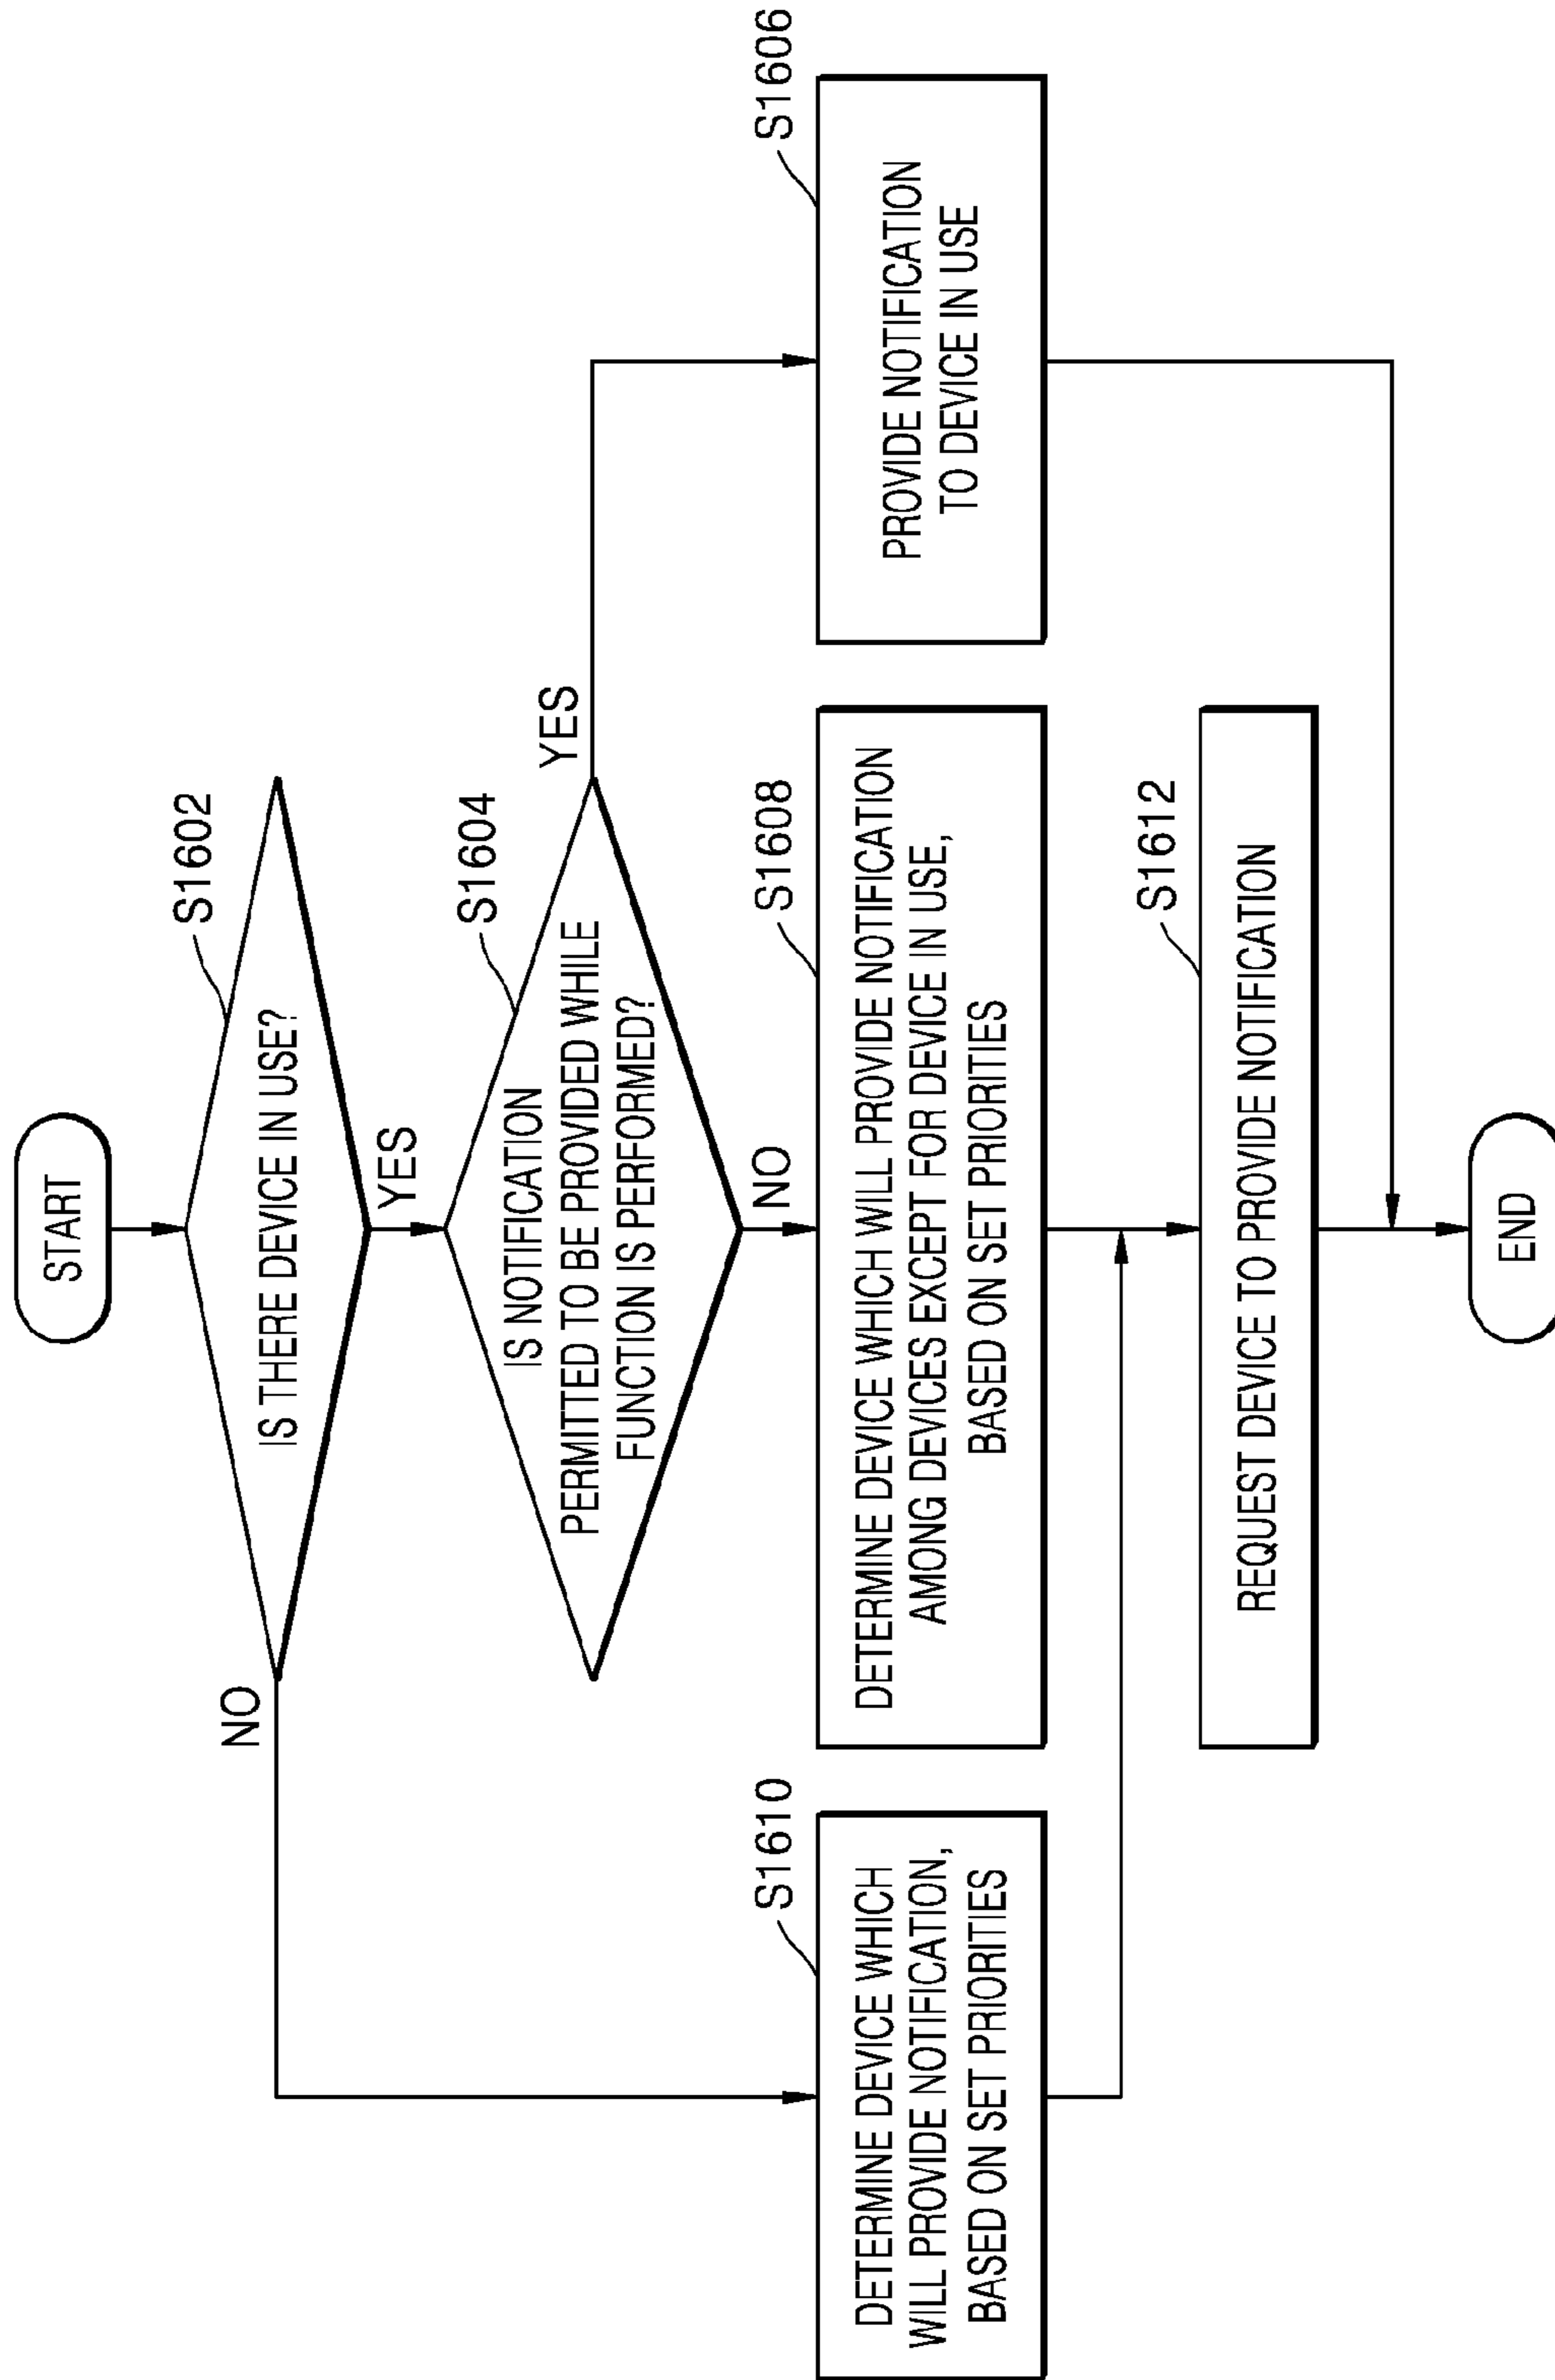 START
S1602
IS THERE DEVICE IN USE?
NO
YES
S1604
IS NOTIFICATION
PERMITTED TO BE PROVIDED WHILE
FUNCTION IS PERFORMED?
YES
NO
S1610
DETERMINE DEVICE WHICH
WILL PROVIDE NOTIFICATION,
BASED ON SET PRIORITIES
S1608
DETERMINE DEVICE WHICH WILL PROVIDE NOTIFICATION
AMONG DEVICES EXCEPT FOR DEVICE IN USE,
BASED ON SET PRIORITIES
S1606
PROVIDE NOTIFICATION
TO DEVICE IN USE
S1612
REQUEST DEVICE TO PROVIDE NOTIFICATION
END